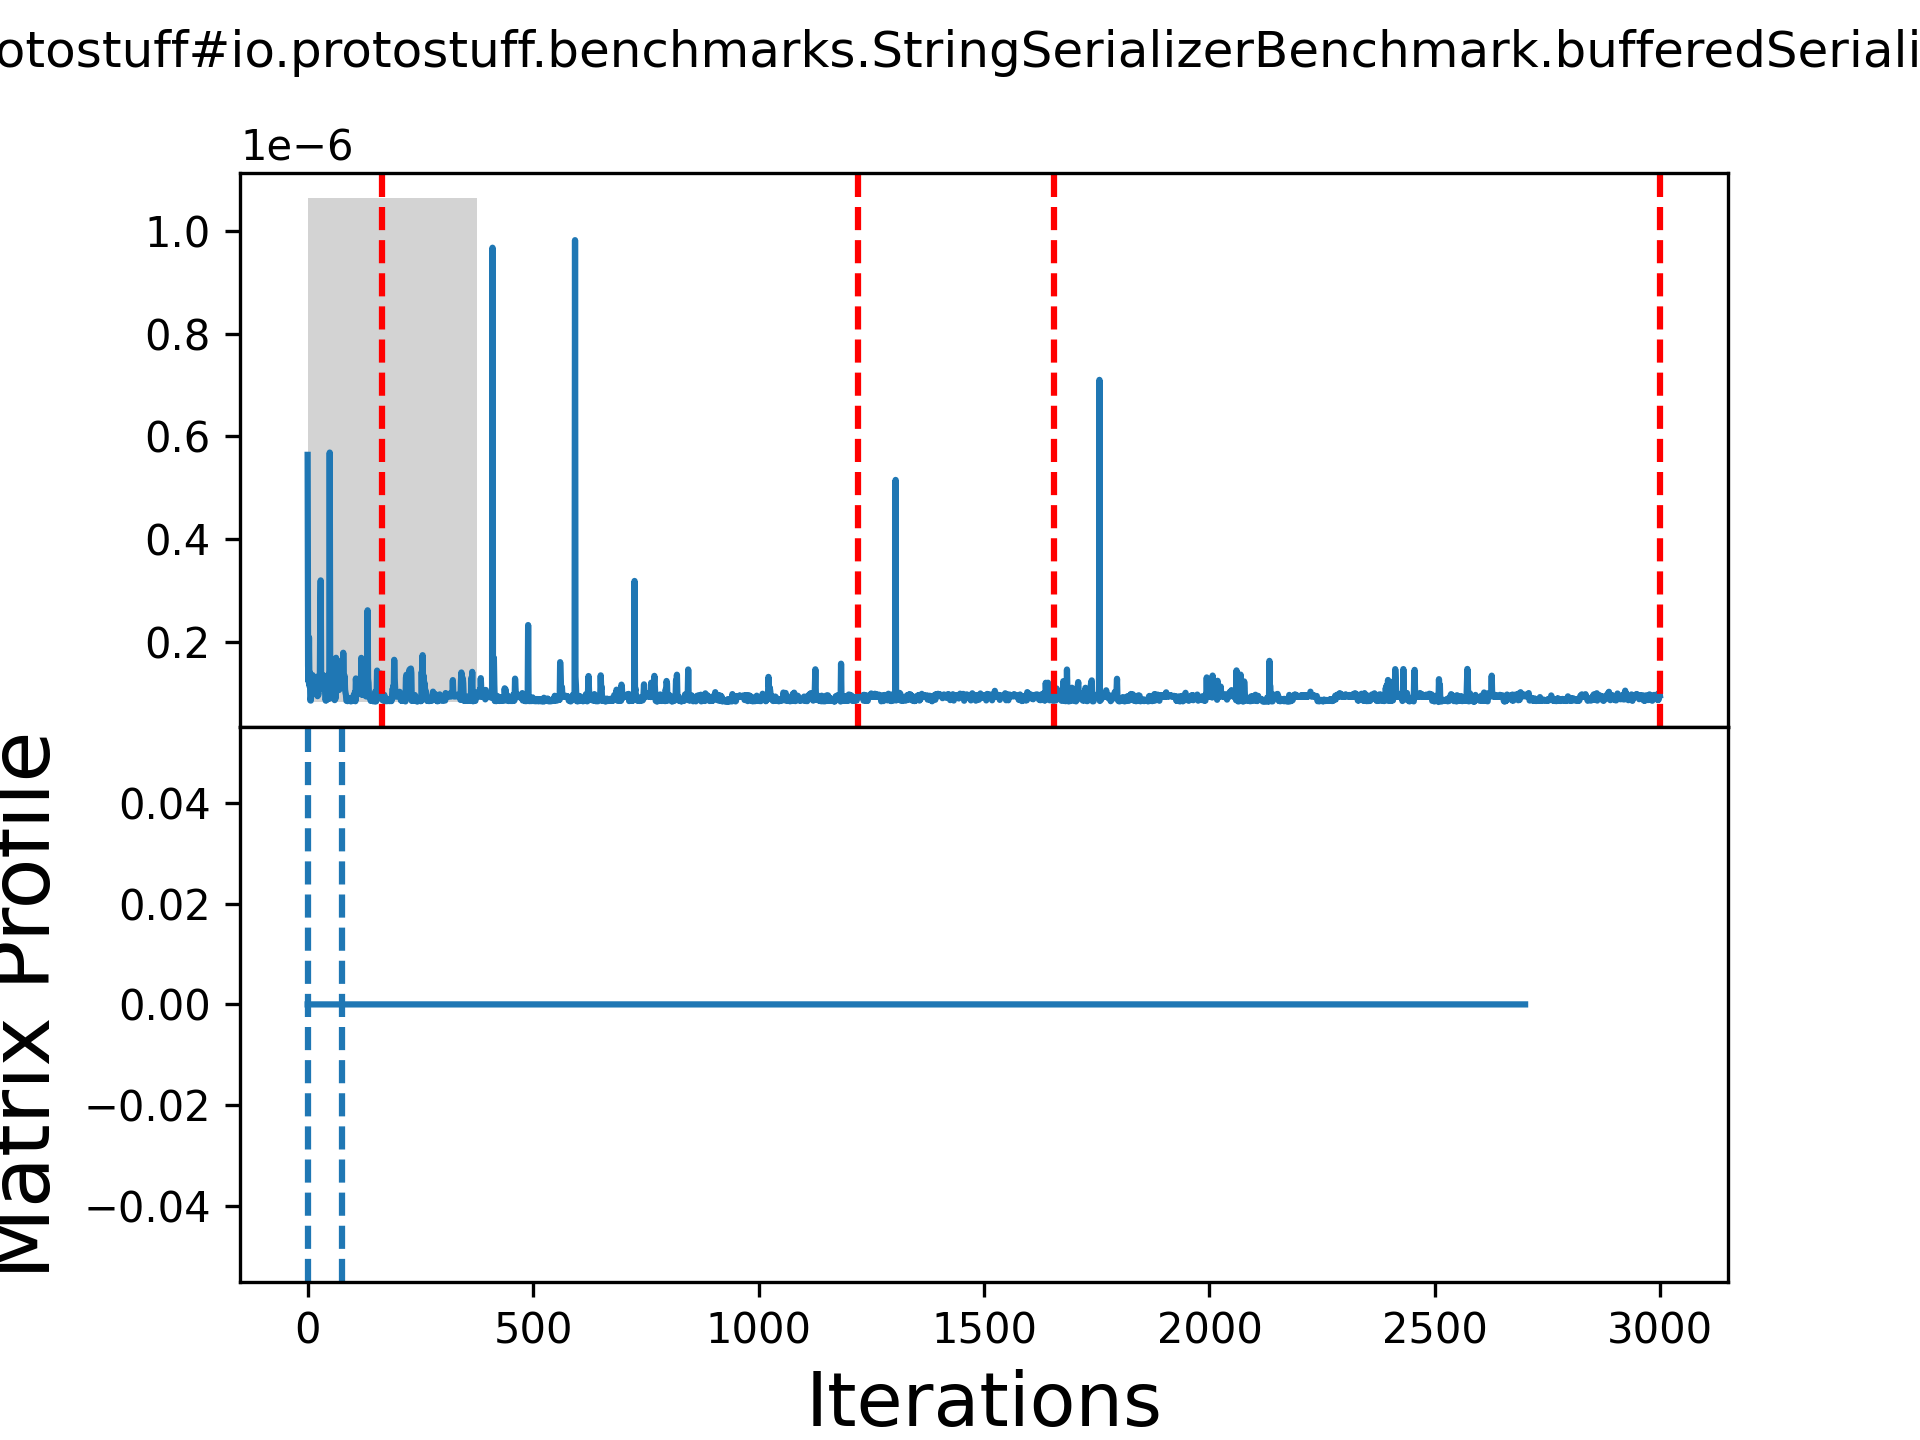 otostuff#io.protostuff.benchmarks.StringSerializerBenchmark.bufferedSeriali
1e−6
1.0
0.8
0.6
0.4
0.2
Matrix Profile
0.04
0.02
0.00
−0.02
−0.04
0 500 1000 1500 2000 2500 3000
Iterations